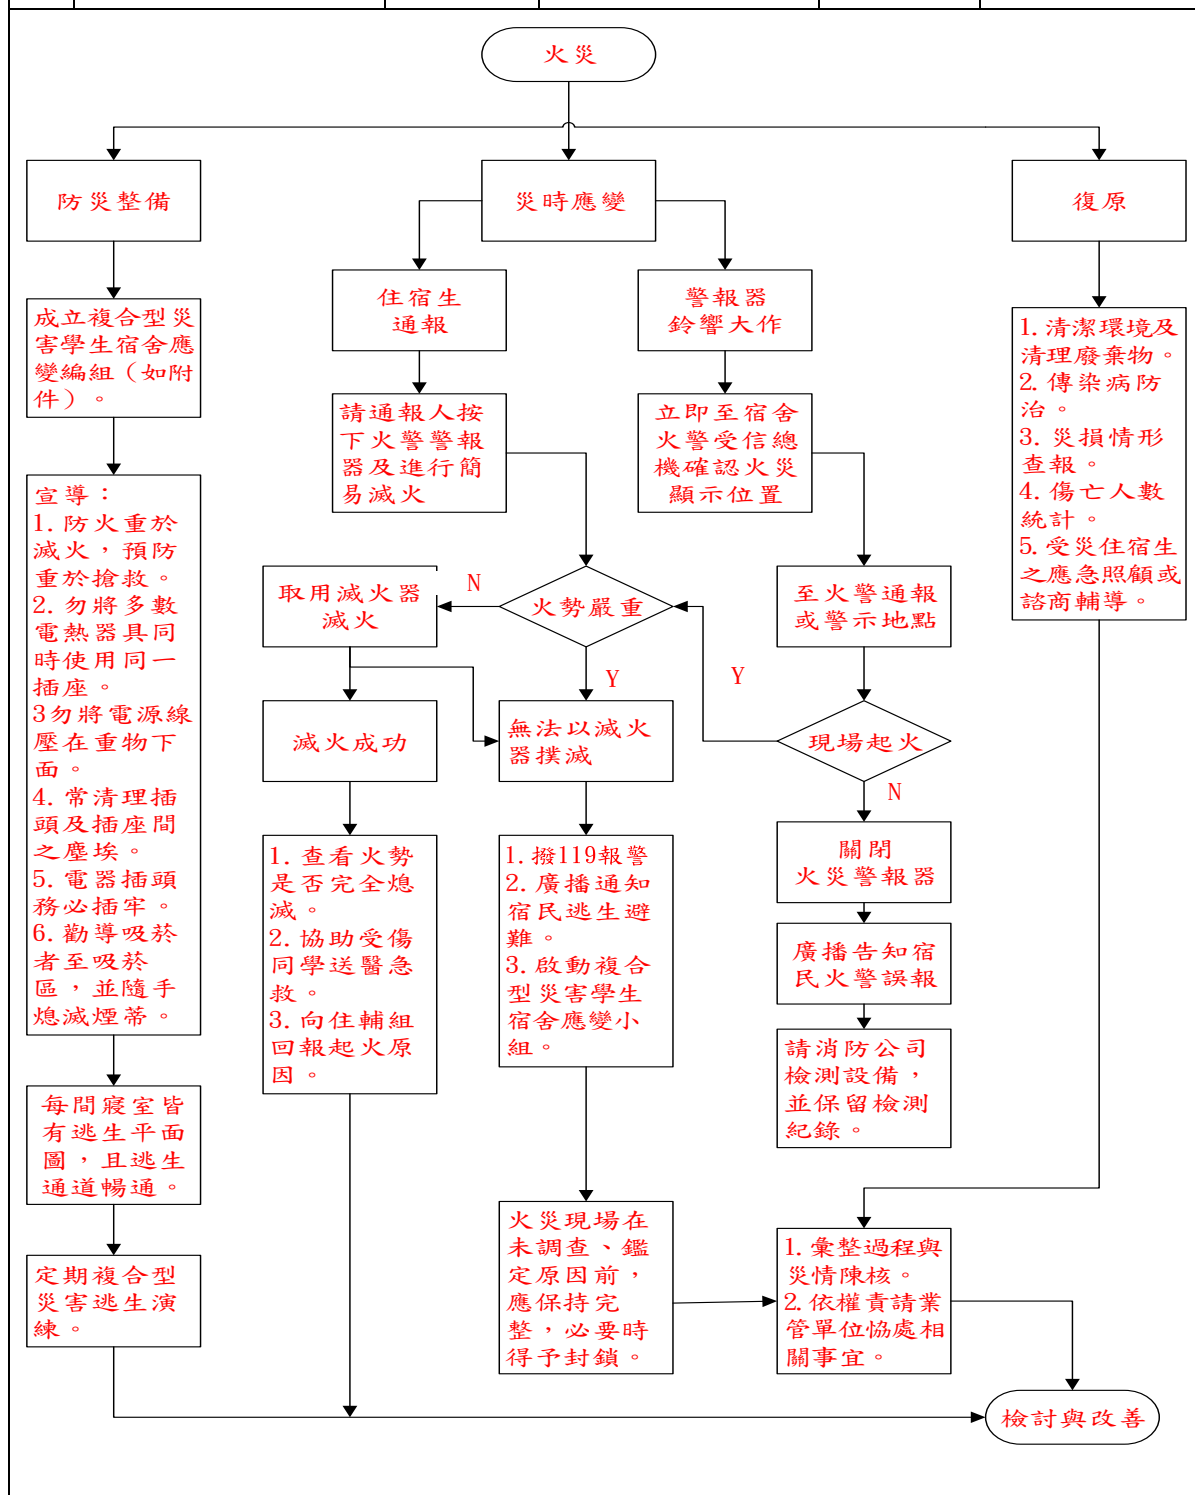 火災
防災整備
災時應變
復原
住宿生
通報
警報器
鈴響大作
成立複合型災
害學生宿舍應
變編組（如附
件）。
1. 清潔環境及
清理廢棄物。
2. 傳染病防
治。
3. 災損情形
查報。
4. 傷亡人數
統計。
5. 受災住宿生
之應急照顧或
諮商輔導。
請通報人按
下火警警報
器及進行簡
易滅火
立即至宿舍
火警受信總
機確認火災
顯示位置
宣導：
1. 防火重於
滅火，預防
重於搶救。
2. 勿將多數
電熱器具同
時使用同一
插座。
3勿將電源線
壓在重物下
面。
4. 常清理插
頭及插座間
之塵埃。
5. 電器插頭
務必插牢。
6. 勸導吸菸
者至吸菸
區，並隨手
熄滅煙蒂。
取用滅火器
滅火
N
火勢嚴重
至火警通報
或警示地點
Y
Y
滅火成功
無法以滅火
器撲滅
現場起火
N
1. 查看火勢
是否完全熄
滅。
2. 協助受傷
同學送醫急
救。
3. 向住輔組
回報起火原
因。
1. 撥119報警
2. 廣播通知
宿民逃生避
難。
3. 啟動複合
型災害學生
宿舍應變小
組。
關閉
火災警報器
廣播告知宿
民火警誤報
請消防公司
檢測設備，
並保留檢測
紀錄。
每間寢室皆
有逃生平面
圖，且逃生
通道暢通。
火災現場在
未調查、鑑
定原因前，
應保持完
整，必要時
得予封鎖。
1. 彙整過程與
災情陳核。
2. 依權責請業
管單位協處相
關事宜。
定期複合型
災害逃生演
練。
檢討與改善